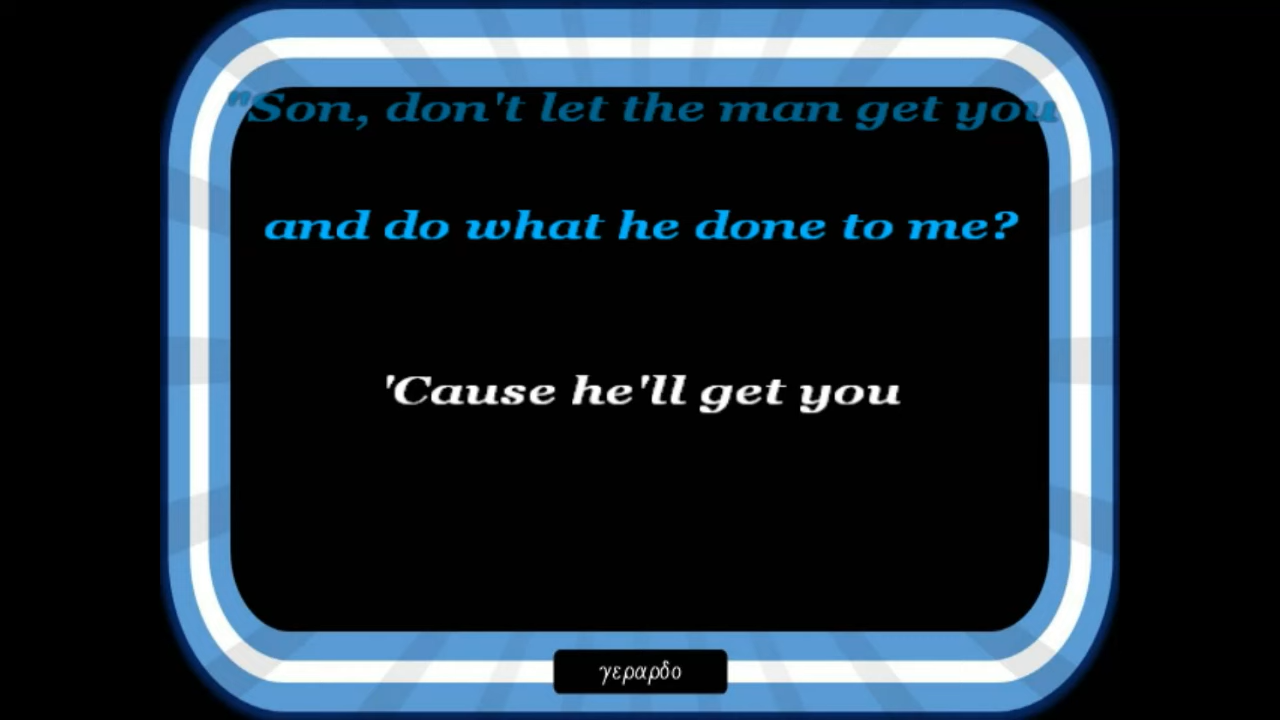 "Son, don't let the man get you
and do what he done to me?
'Cause he'll get you
γεραρδο